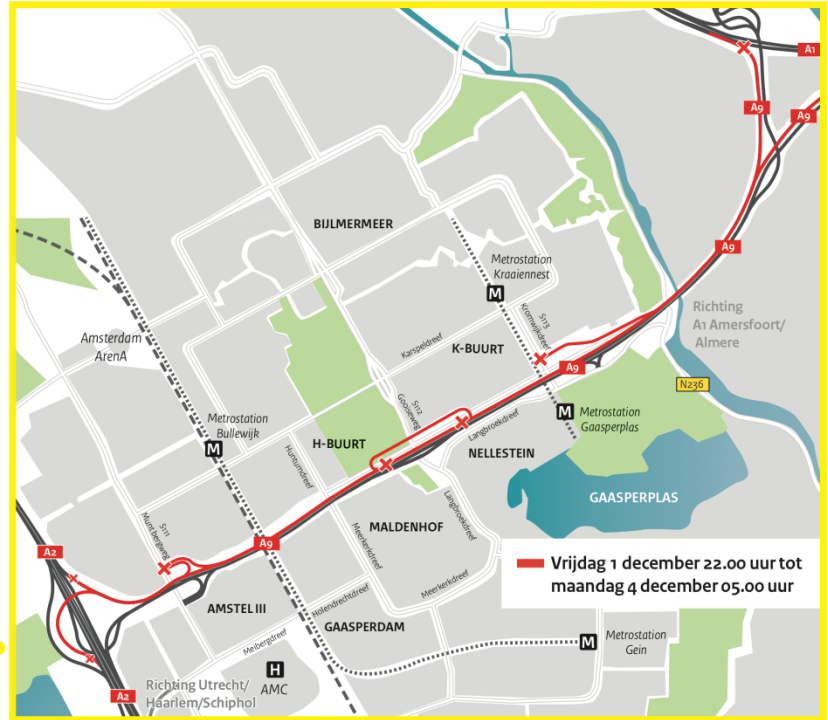 A1
A9
A9
BIJLMERMEER
A9
Metrostation
Kraaiennest
M
Richting
A1 Amersfoort/
Almere
S113
Kromwijkdreef
Amsterdam
ArenA
Karspeldreef
K-BUURT
A9
N236
S112
Gooseweg
M
Metrostation
Gaasperplas
Metrostation
Bullewijk
M
Langbroekdreef
H-BUURT
Huntumdreef
NELLESTEIN
GAASPERPLAS
Langbroekdreef
MALDENHOF
S111
Muntbergweg
A9
Meerkerkdreef
A2
Vrijdag 1 december 22.00 uur tot
maandag 4 december 05.00 uur
Meerkerkdreef
AMSTEL III
Holendrechtdreef
GAASPERDAM
Meibergdreef
M
Metrostation
Gein
H
AMC
Richting Utrecht/
Haarlem/Schiphol
A2